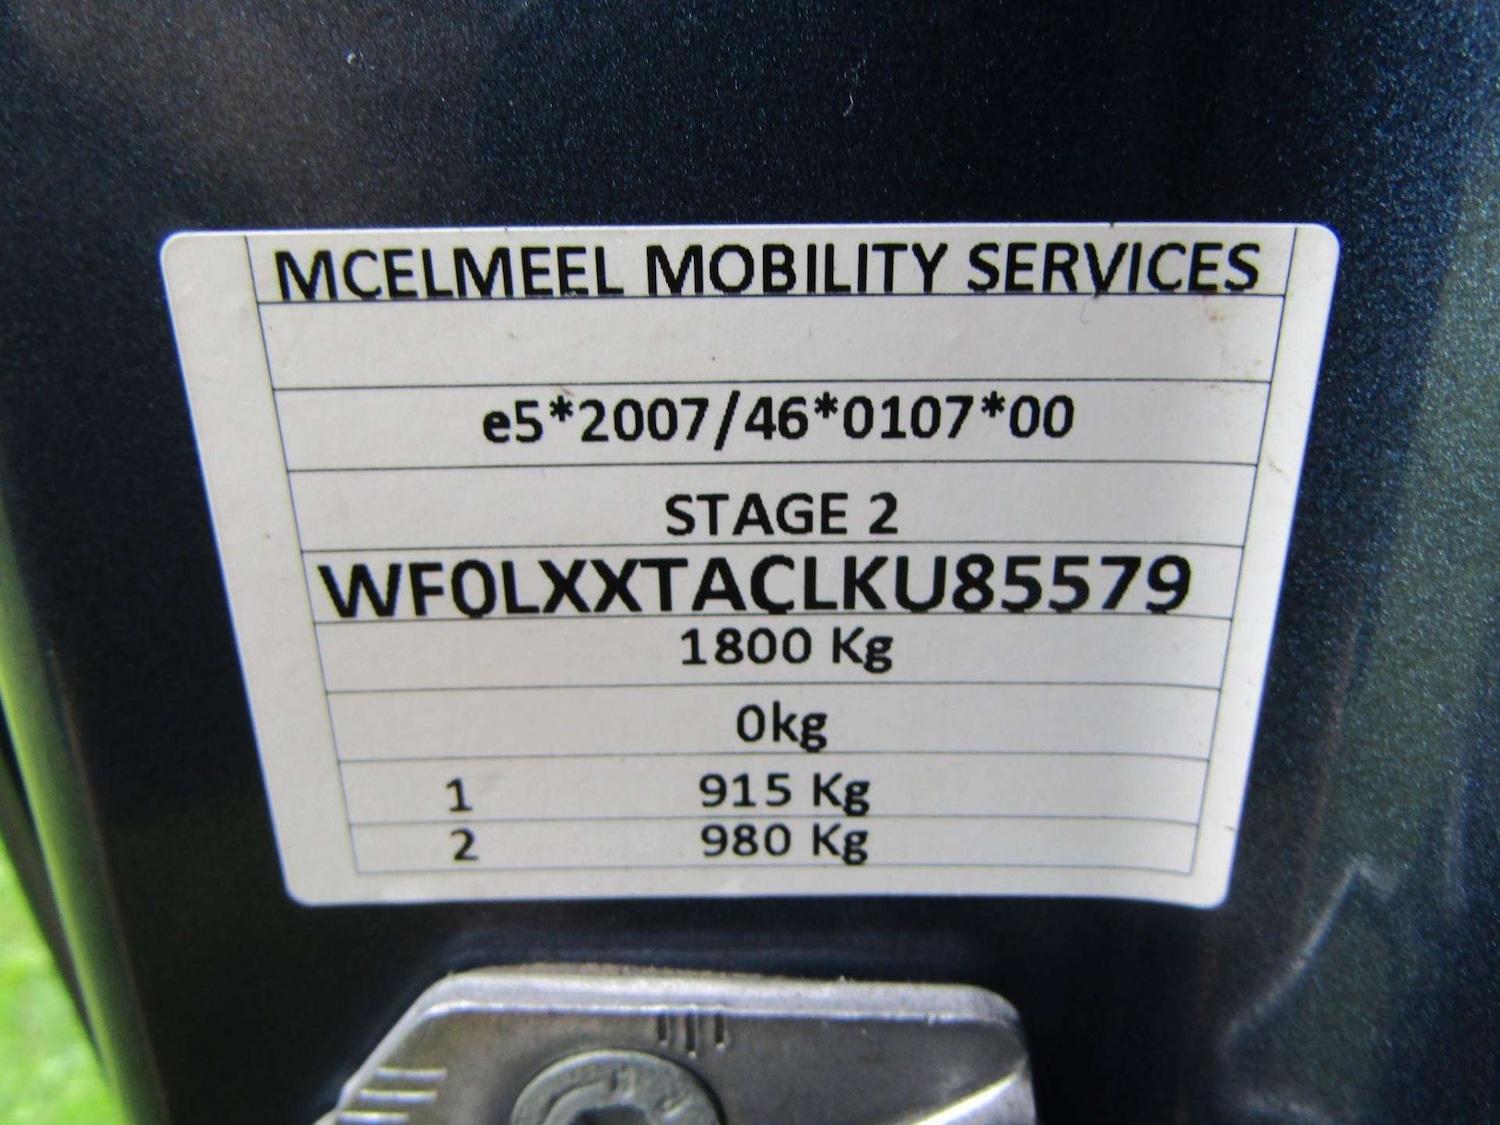 MCELMEEL MOBILITY SERVICES
e5*2007/46*0107*00
STAGE 2
WF0LXXTACLKU85579
1800 Kg
0kg
1 915 Kg
2 980 Kg